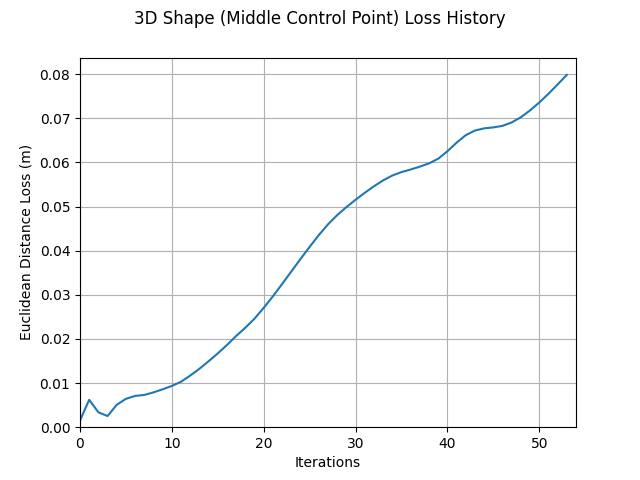 3D Shape (Middle Control Point) Loss History
0.08
0.07
0.06
0.05
0.04
0.03
0.02
0.01
0.00
Euclidean Distance Loss (m)
0 10 20 30 40 50
Iterations